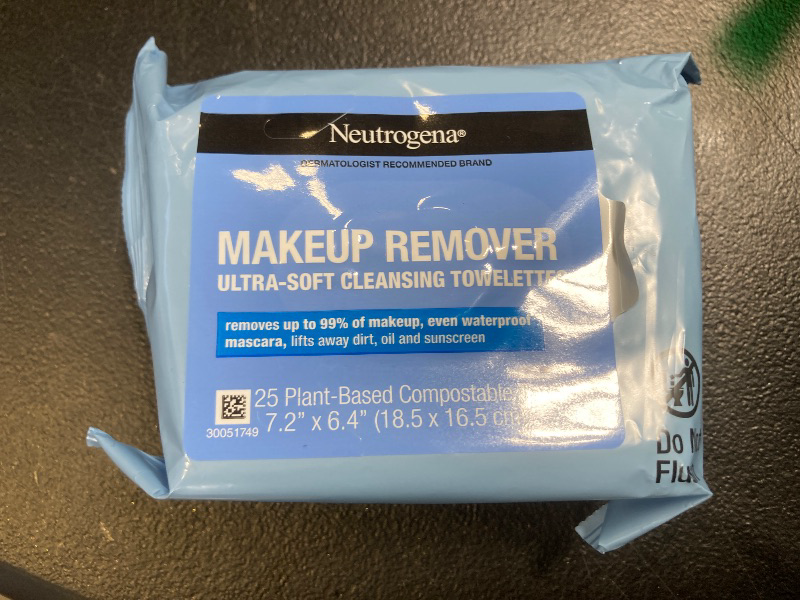 Neutrogena®
DERMATOLOGIST RECOMMENDED BRAND
MAKEUP REMOVER
ULTRA-SOFT CLEANSING TOWELETTES
removes up to 99% of makeup, even waterproof
mascara, lifts away dirt, oil and sunscreen
25 Plant-Based Compostable
7.2” x 6.4” (18.5 x 16.5 cm
30051749
Do Not
Flush